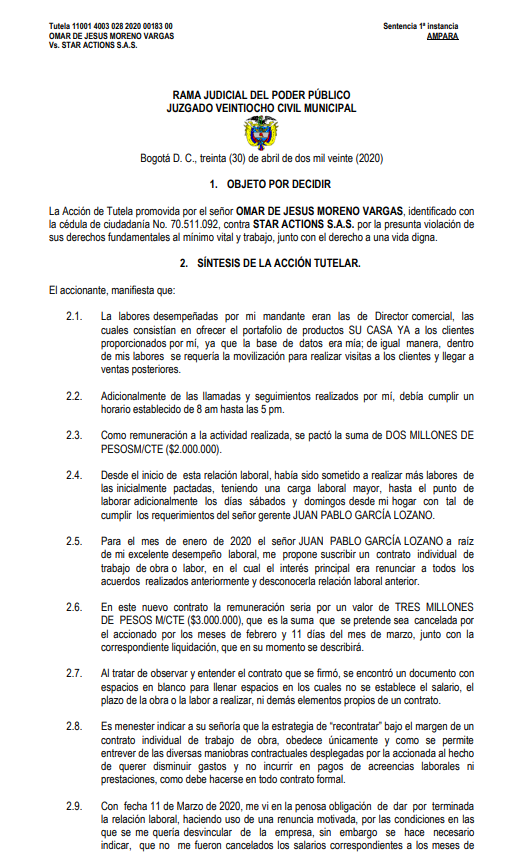 Tutela 11001 4003 028 2020 00183 00
OMAR DE JESUS MORENO VARGAS
Vs. STAR ACTIONS S.A.S.
Sentencia 1ª instancia
AMPARA
RAMA JUDICIAL DEL PODER PÚBLICO
JUZGADO VEINTIOCHO CIVIL MUNICIPAL
Bogotá D. C., treinta (30) de abril de dos mil veinte (2020)
1. OBJETO POR DECIDIR
La Acción de Tutela promovida por el señor OMAR DE JESUS MORENO VARGAS, identificado con
la cédula de ciudadanía No. 70.511.092, contra STAR ACTIONS S.A.S. por la presunta violación de
sus derechos fundamentales al mínimo vital y trabajo, junto con el derecho a una vida digna.
2. SÍNTESIS DE LA ACCIÓN TUTELAR.
El accionante, manifiesta que:
2.1. La labores desempeñadas por mi mandante eran las de Director comercial, las
cuales consistían en ofrecer el portafolio de productos SU CASA YA a los clientes
proporcionados por mí, ya que la base de datos era mía; de igual manera, dentro
de mis labores se requería la movilización para realizar visitas a los clientes y llegar a
ventas posteriores.
2.2. Adicionalmente de las llamadas y seguimientos realizados por mí, debía cumplir un
horario establecido de 8 am hasta las 5 pm.
2.3. Como remuneración a la actividad realizada, se pactó la suma de DOS MILLONES DE
PESOSM/CTE ($2.000.000).
2.4. Desde el inicio de esta relación laboral, había sido sometido a realizar más labores de
las inicialmente pactadas, teniendo una carga laboral mayor, hasta el punto de
laborar adicionalmente los días sábados y domingos desde mi hogar con tal de
cumplir los requerimientos del señor gerente JUAN PABLO GARCÍA LOZANO.
2.5. Para el mes de enero de 2020 el señor JUAN PABLO GARCÍA LOZANO a raíz
de mi excelente desempeño laboral, me propone suscribir un contrato individual de
trabajo de obra o labor, en el cual el interés principal era renunciar a todos los
acuerdos realizados anteriormente y desconocerla relación laboral anterior.
2.6. En este nuevo contrato la remuneración seria por un valor de TRES MILLONES
DE PESOS M/CTE ($3.000.000), que es la suma que se pretende sea cancelada por
el accionado por los meses de febrero y 11 días del mes de marzo, junto con la
correspondiente liquidación, que en su momento se describirá.
2.7. Al tratar de observar y entender el contrato que se firmó, se encontró un documento con
espacios en blanco para llenar espacios en los cuales no se establece el salario, el
plazo de la obra o la labor a realizar, ni demás elementos propios de un contrato.
2.8. Es menester indicar a su señoría que la estrategia de “recontratar” bajo el margen de un
contrato individual de trabajo de obra, obedece únicamente y como se permite
entrever de las diversas maniobras contractuales desplegadas por la accionada al hecho
de querer disminuir gastos y no incurrir en pagos de acreencias laborales ni
prestaciones, como debe hacerse en todo contrato formal.
2.9. Con fecha 11 de Marzo de 2020, me vi en la penosa obligación de dar por terminada
la relación laboral, haciendo uso de una renuncia motivada, por las condiciones en las
que se me quería desvincular de la empresa, sin embargo se hace necesario
indicar, que no me fueron cancelados los salarios correspondientes a los meses de